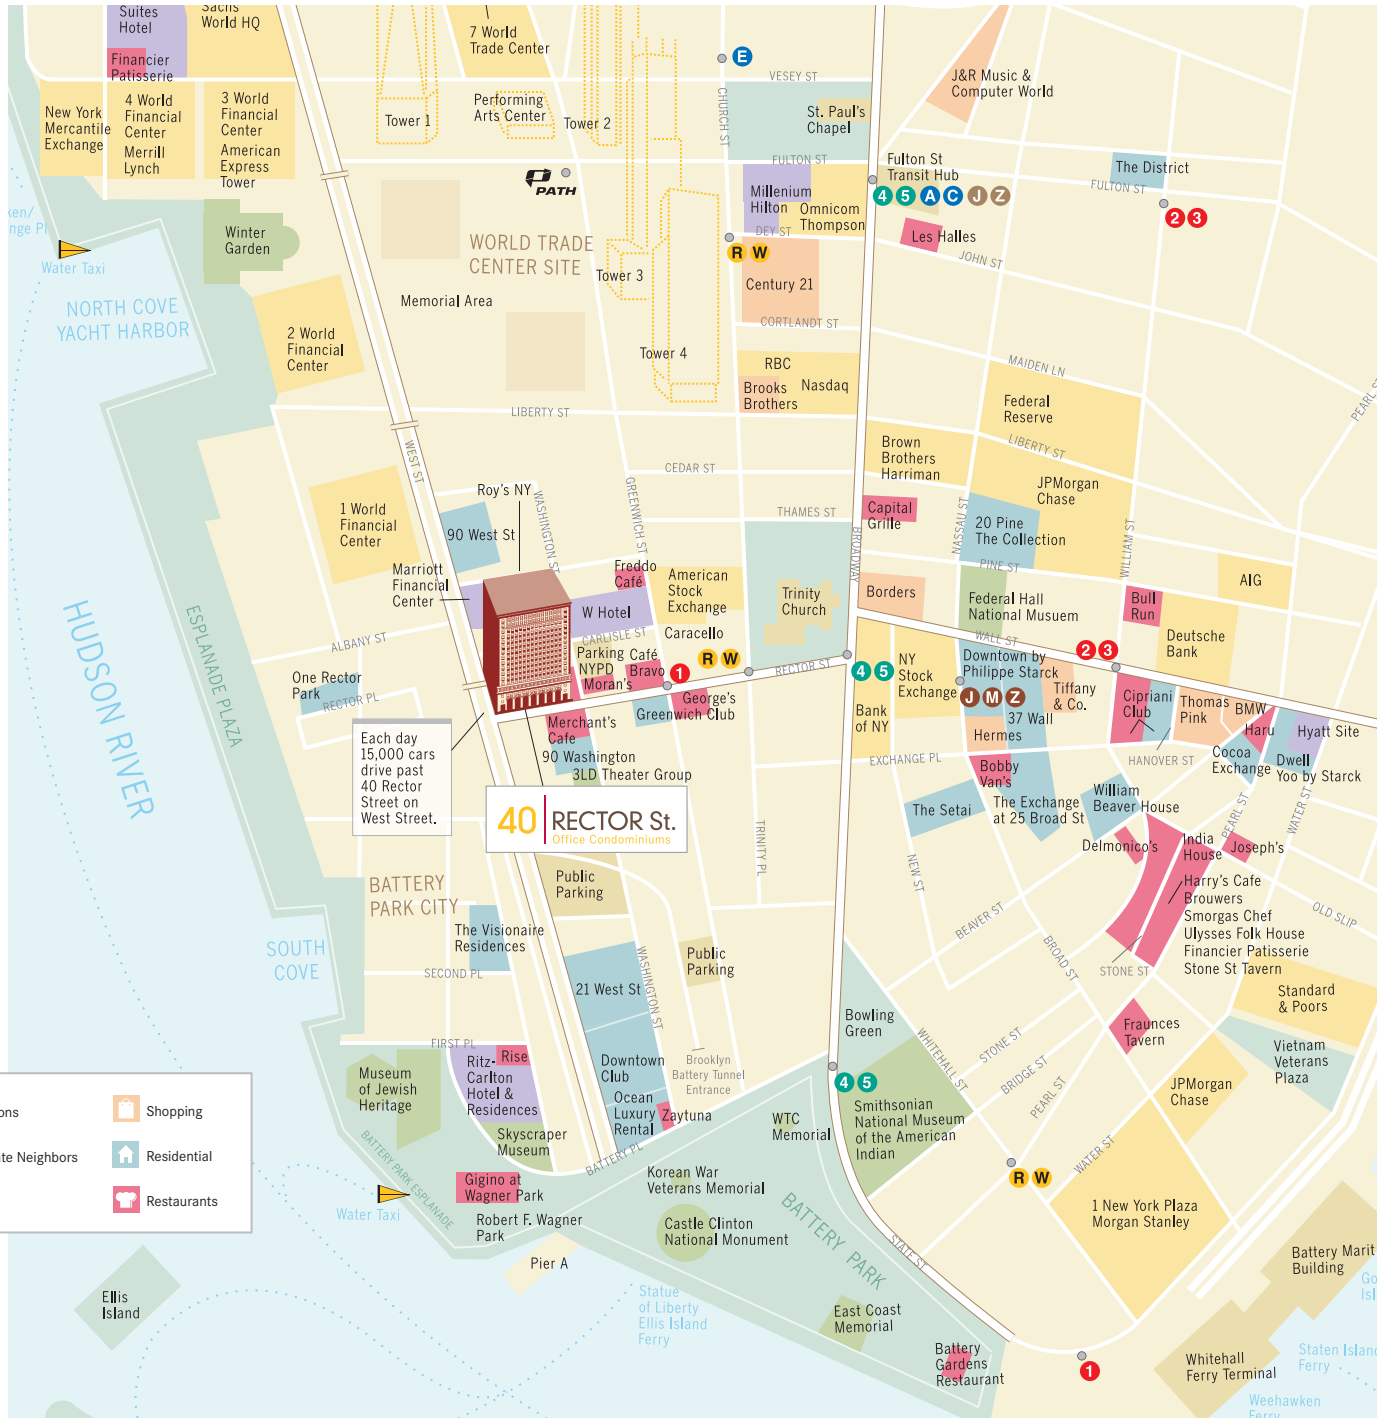 Suites
Hotel
Sachs
World HQ
Financier
Patisserie
7 World
Trade Center
E
VESEY ST
J&R Music &
Computer World
New York
Mercantile
Exchange
4 World
Financial
Center
Merrill
Lynch
3 World
Financial
Center
American
Express
Tower
Tower 1
Performing
Arts Center
Tower 2
CHURCH ST
St. Paul's
Chapel
FULTON ST
Fulton St
Transit Hub
4 5 A C J Z
The District
FULTON ST
2 3
PATH
Millenium
Hilton
Omnicom
Thompson
DEY ST
R W
Les Halles
JOHN ST
Winter
Garden
Water Taxi
WORLD TRADE
CENTER SITE
Tower 3
Century 21
Memorial Area
NORTH COVE
YACHT HARBOR
CORTLANDT ST
2 World
Financial
Center
Tower 4
RBC
Nasdaq
Brooks
Brothers
MAIDEN LN
Federal
Reserve
PEARL ST
LIBERTY ST
LIBERTY ST
WEST ST
CEDAR ST
Brown
Brothers
Harriman
JPMorgan
Chase
Roy's NY
WASHINGTON ST
GREENWICH ST
1 World
Financial
Center
90 West St
THAMES ST
Capital
Grille
BROADWAY
NASSAU ST
20 Pine
The Collection
WILLIAM ST
PINE ST
Marriott
Financial
Center
Freddo
Café
American
Stock
Exchange
Trinity
Church
Borders
Federal Hall
National Musuem
Bull
Run
AIG
W Hotel
CARLISLE ST
Caracello
Deutsche
Bank
HUDSON RIVER
ESPLANADE PLAZA
ALBANY ST
Parking
NYPD
Moran's
Café
Bravo
1
R W
RECTOR ST
4 5
NY
Stock
Exchange
WALL ST
2 3
Downtown by
Philippe Starck
J M Z
Tiffany
& Co.
Cipriani
Club
Thomas
Pink
BMW
Haru
Hyatt Site
One Rector
Park
RECTOR PL
George's
Greenwich Club
Merchant's
Cafe
Bank
of NY
37 Wall
Hermes
Each day
15,000 cars
drive past
40 Rector
Street on
West Street.
90 Washington
3LD Theater Group
EXCHANGE PL
Bobby
Van's
HANOVER ST
Cocoa
Exchange
Dwell
Yoo by Starck
40 RECTOR St.
Office Condominiums
TRINITY PL
The Setai
The Exchange
at 25 Broad St
William
Beaver House
PEARL ST
WATER ST
Delmonico's
India
House
Joseph's
NEW ST
BATTERY
PARK CITY
Public
Parking
Harry's Cafe
Brouwers
Smorgas Chef
Ulysses Folk House
Financier Patisserie
Stone St Tavern
OLD SLIP
BEAVER ST
BROAD ST
STONE ST
The Visionaire
Residences
SOUTH
COVE
SECOND PL
Public
Parking
21 West St
WASHINGTON ST
Standard
& Poors
Bowling
Green
WHITEHALL ST
STONE ST
BRIDGE ST
PEARL ST
Fraunces
Tavern
Vietnam
Veterans
Plaza
FIRST PL
Rise
Ritz-
Carlton
Hotel &
Residences
Museum
of Jewish
Heritage
Downtown
Club
Brooklyn
Battery Tunnel
Entrance
4 5
JPMorgan
Chase
Ocean
Luxury
Rental
Zaytuna
WTC
Memorial
Smithsonian
National Museum
of the American
Indian
Skyscraper
Museum
BATTERY PL
WATER ST
Shopping
Residential
Restaurants
ons
te Neighbors
BATTERY PARK ESPLANADE
Gigino at
Wagner Park
Korean War
Veterans Memorial
R W
Water Taxi
Robert F. Wagner
Park
Castle Clinton
National Monument
BATTERY PARK
STATE ST
1 New York Plaza
Morgan Stanley
Pier A
Battery Marit
Building
Ellis
Island
Statue
of Liberty
Ellis Island
Ferry
East Coast
Memorial
Battery
Gardens
Restaurant
1
Whitehall
Ferry Terminal
Staten Island
Ferry
Weehawken
Ferry